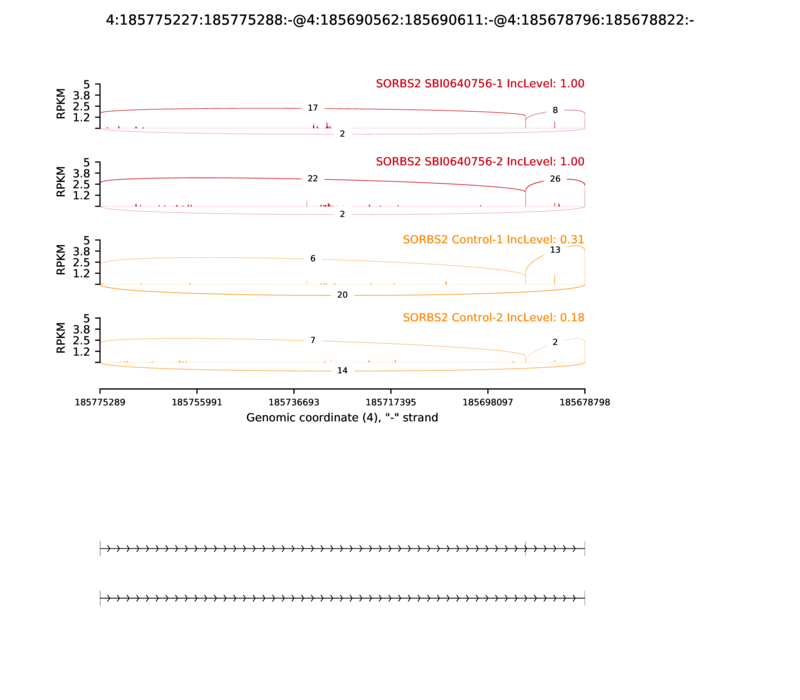 4:185775227:185775288:-@4:185690562:185690611:-@4:185678796:185678822:-
SORBS2 SBI0640756-1 IncLevel: 1.00
RPKM
5
3.8
2.5
1.2
17
8
2
SORBS2 SBI0640756-2 IncLevel: 1.00
RPKM
5
3.8
2.5
1.2
22
26
2
SORBS2 Control-1 IncLevel: 0.31
RPKM
5
3.8
2.5
1.2
6
13
20
SORBS2 Control-2 IncLevel: 0.18
RPKM
5
3.8
2.5
1.2
7
2
14
185775289 185755991 185736693 185717395 185698097 185678798
Genomic coordinate (4), "-" strand